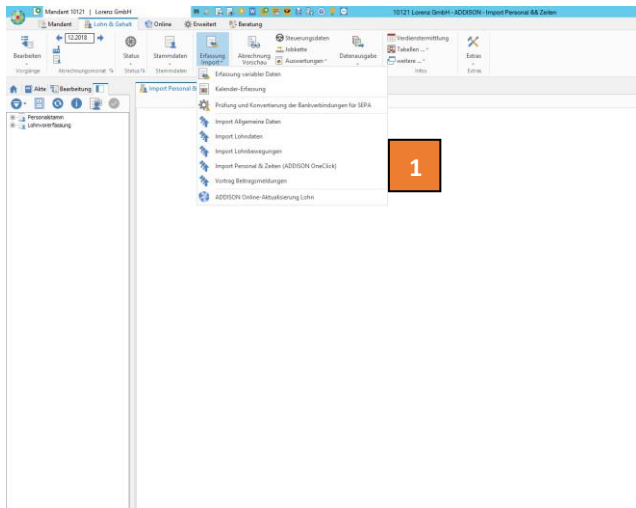 Mandant 10121 | Lorenz GmbH
10121 Lorenz GmbH - ADDISON - Import Personal && Zeiten
Mandant Lohn & Gehalt Online Erweitert Beratung
12.2018
Bearbeiten Status Stammdaten Erfassung Import Abrechnung Vorschau Datenausgabe Extras
Steuerungsdaten
Jobkette
Auswertungen
Verdienstermittlung
Tabellen ...
weitere ...
Vorgänge Abrechnungsmonat Status Stammdaten Infos Extras
Akte Bearbeitung
Import Personal
Personalstamm
Lohnvorerfassung
Erfassung variabler Daten
Kalender-Erfassung
Prüfung und Konvertierung der Bankverbindungen für SEPA
Import Allgemeine Daten
Import Lohndaten
Import Lohnbewegungen
Import Personal & Zeiten (ADDISON OneClick)
Vortrag Beitragsmeldungen
ADDISON Online-Aktualisierung Lohn
1